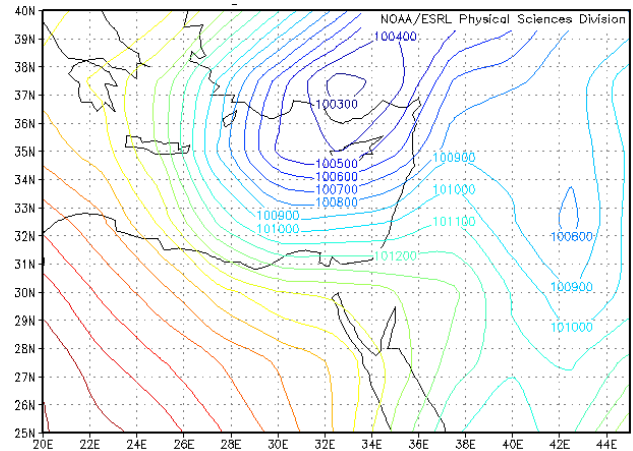 40N
NOAA/ESRL Physical Sciences Division
39N
100400
38N
37N
100300
36N
35N
100500
100900
100600
34N
100700
101000
100800
33N
100900
101100
100800
101000
32N
101200
31N
30N
100900
29N
101000
28N
27N
26N
25N
20E 22E 24E 26E 28E 30E 32E 34E 36E 38E 40E 42E 44E